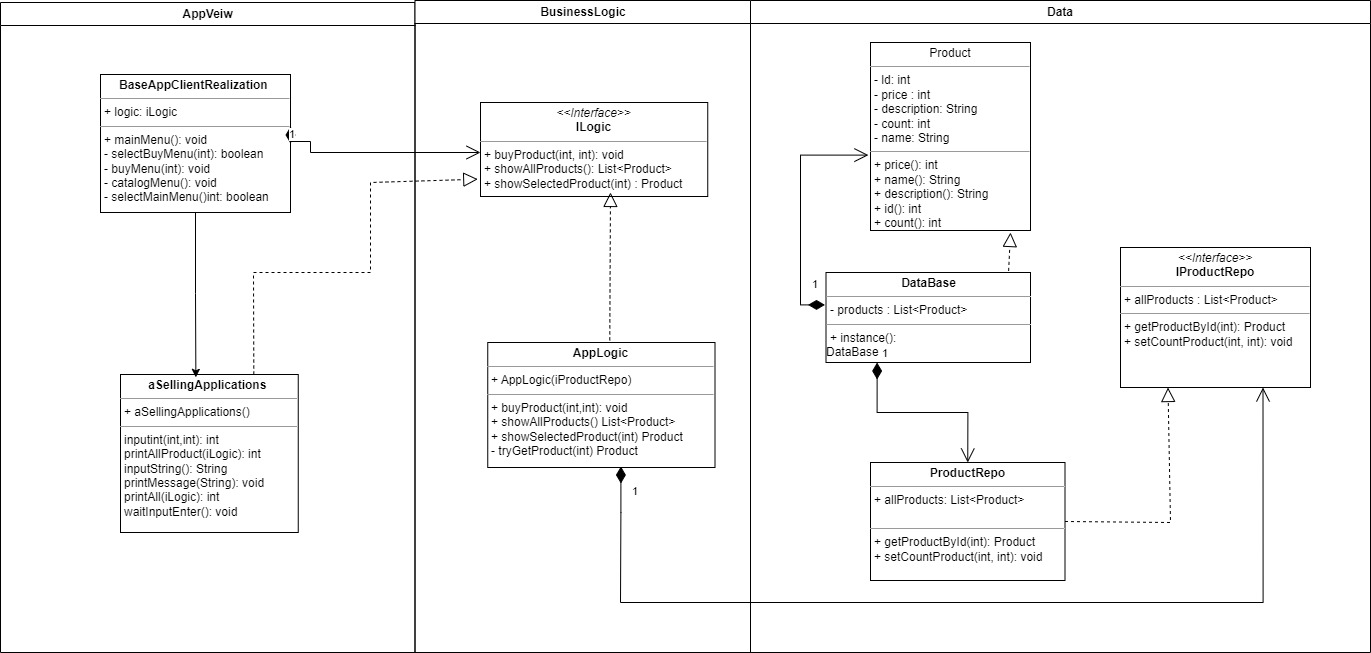 AppVeiw
BusinessLogic
Data
BaseAppClientRealization
+ logic: iLogic
+ mainMenu(): void
- selectBuyMenu(int): boolean
- buyMenu(int): void
- catalogMenu(): void
- selectMainMenu()int: boolean
1
aSellingApplications
+ aSellingApplications()
inputint(int,int): int
printAllProduct(iLogic): int
inputString(): String
printMessage(String): void
printAll(iLogic): int
waitInputEnter(): void
<<Interface>>
ILogic
+ buyProduct(int, int): void
+ showAllProducts(): List<Product>
+ showSelectedProduct(int) : Product
AppLogic
+ AppLogic(iProductRepo)
+ buyProduct(int,int): void
+ showAllProducts() List<Product>
+ showSelectedProduct(int) Product
- tryGetProduct(int) Product
1
Product
- Id: int
- price : int
- description: String
- count: int
- name: String
+ price(): int
+ name(): String
+ description(): String
+ id(): int
+ count(): int
1
DataBase
- products : List<Product>
+ instance():
DataBase 1
ProductRepo
+ allProducts: List<Product>
+ getProductById(int): Product
+ setCountProduct(int, int): void
<<Interface>>
IProductRepo
+ allProducts : List<Product>
+ getProductById(int): Product
+ setCountProduct(int, int): void